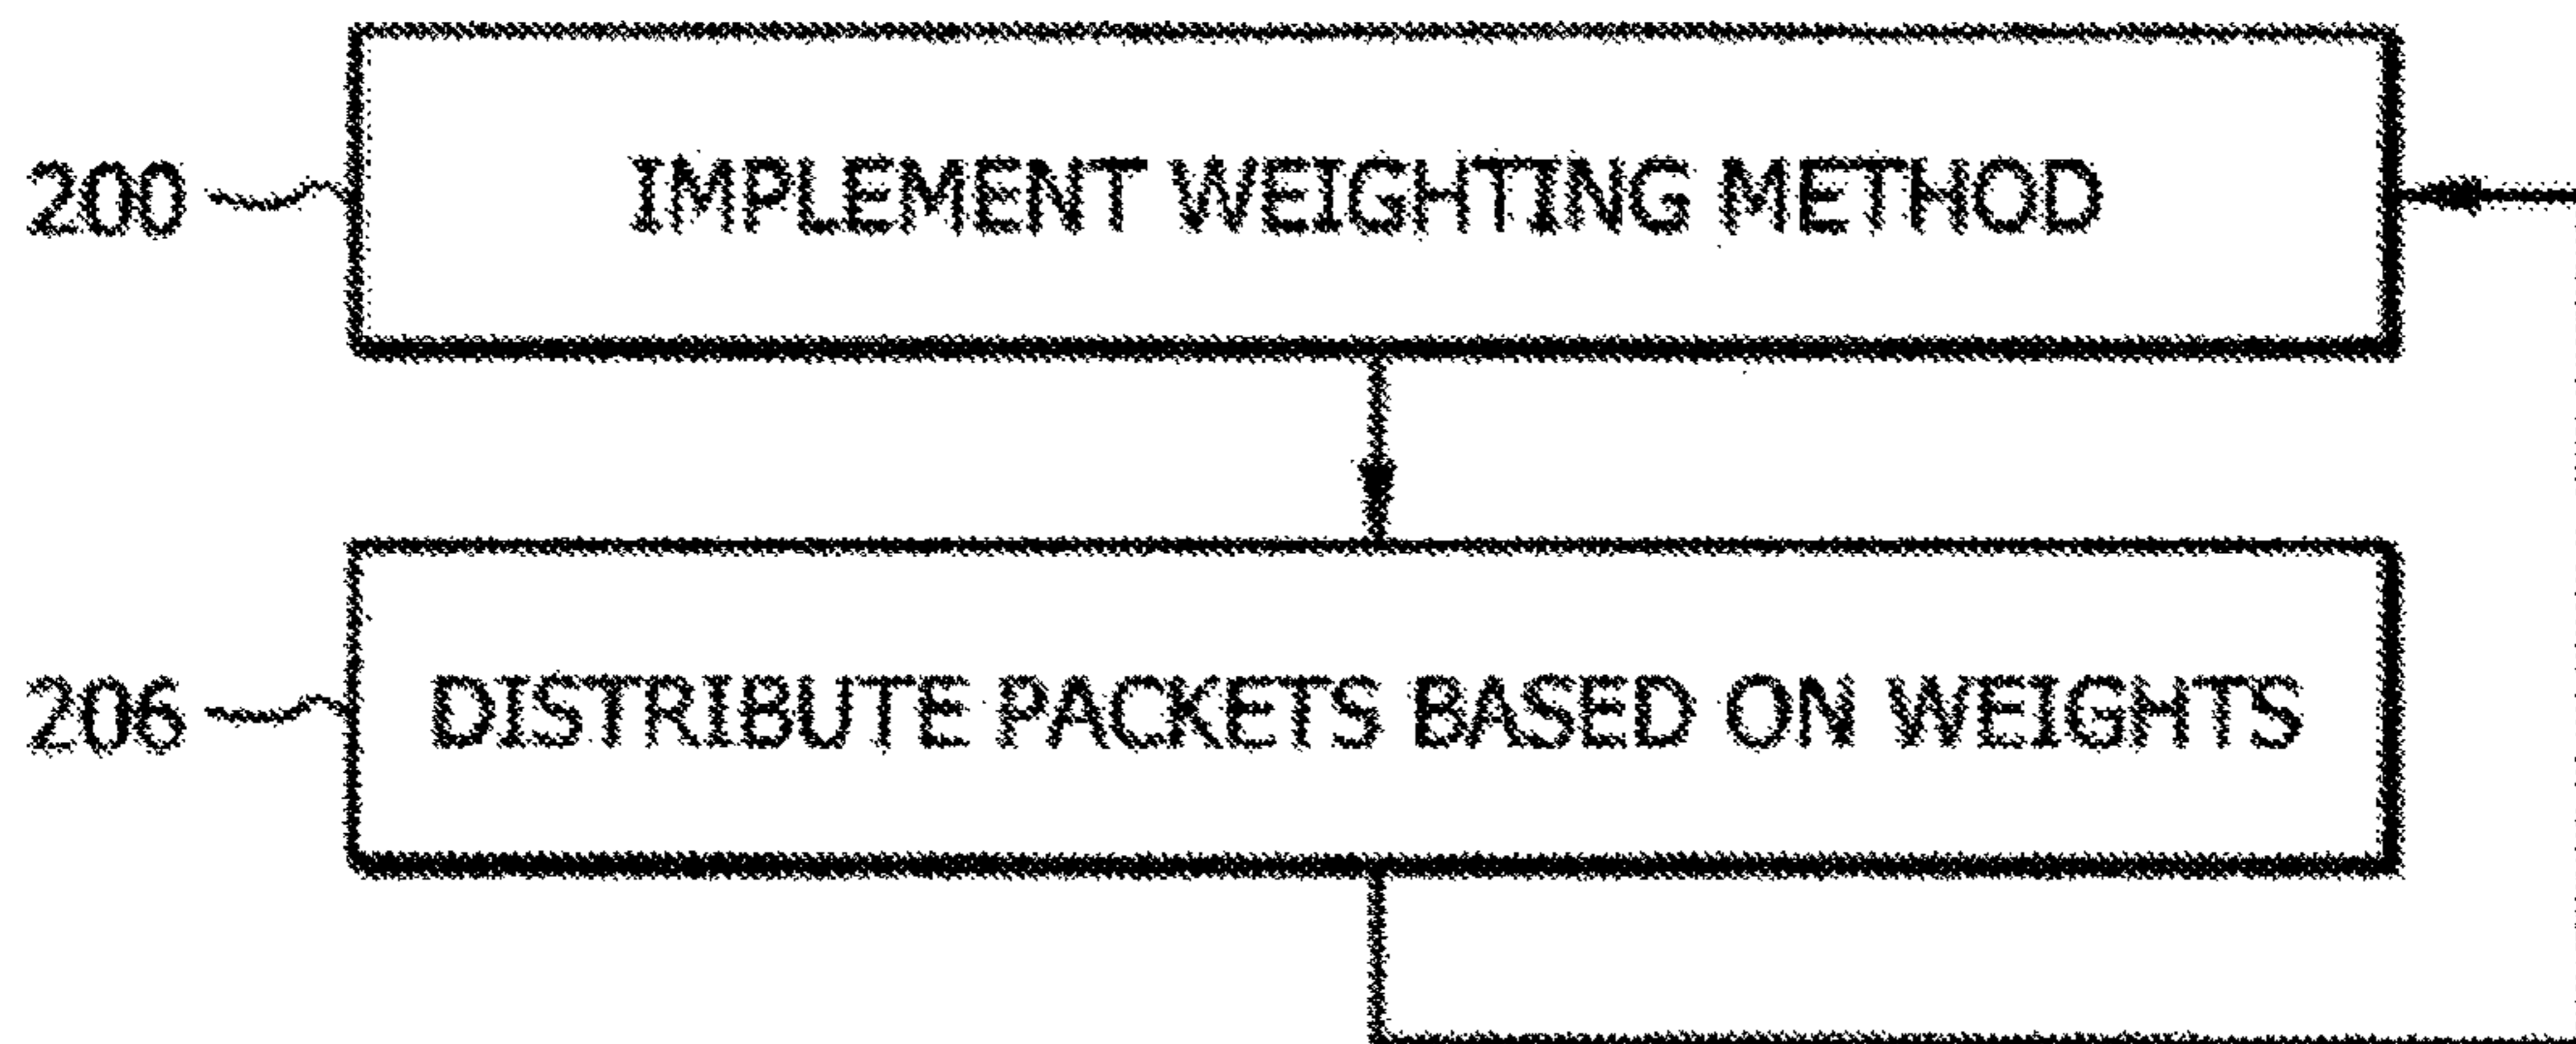 200 IMPLEMENT WEIGHTING METHOD
206 DISTRIBUTE PACKETS BASED ON WEIGHTS